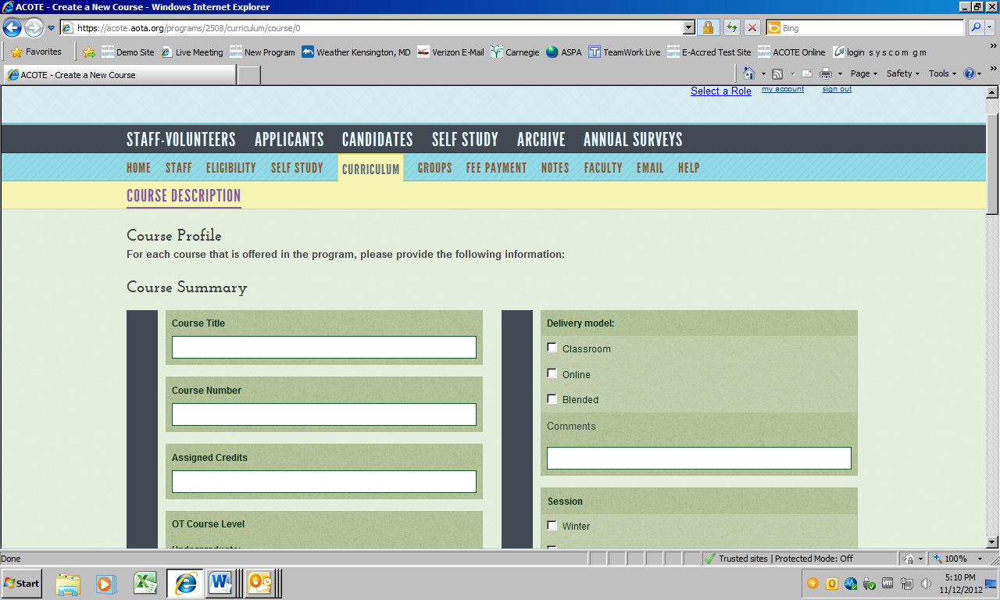 ACOTE - Create a New Course - Windows Internet Explorer
https://acote.aota.org/programs/2508/curriculum/course/0
Bing
Favorites Demo Site Live Meeting New Program Weather Kensington, MD Verizon E-Mail Carnegie ASPA TeamWork Live E-Accred Test Site ACOTE Online login s y s c o m g m
ACOTE - Create a New Course
Page Safety Tools
Select a Role my account sign out
STAFF-VOLUNTEERS APPLICANTS CANDIDATES SELF STUDY ARCHIVE ANNUAL SURVEYS
HOME STAFF ELIGIBILITY SELF STUDY CURRICULUM GROUPS FEE PAYMENT NOTES FACULTY EMAIL HELP
COURSE DESCRIPTION
Course Profile
For each course that is offered in the program, please provide the following information:
Course Summary
Course Title
Course Number
Assigned Credits
OT Course Level
Undergraduate:
Delivery model:
Classroom
Online
Blended
Comments
Session
Winter
Done
Trusted sites | Protected Mode: Off
100%
Start
5:10 PM
11/12/2012